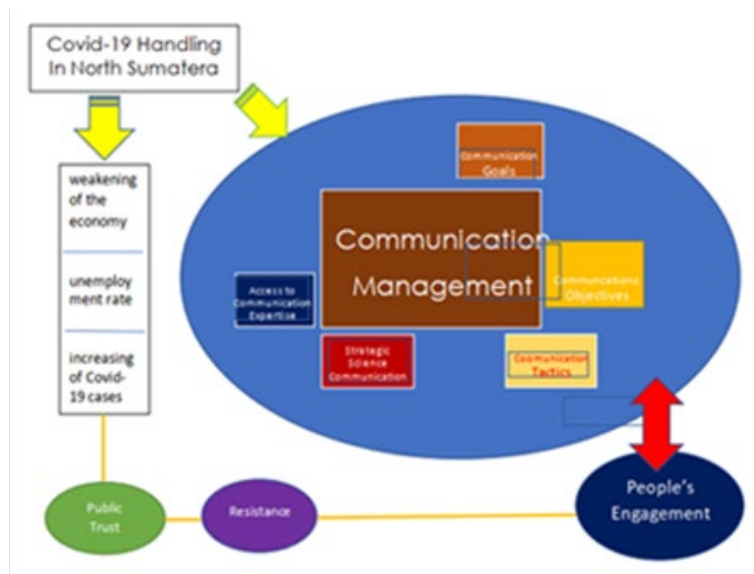 Covid-19 Handling
In North Sumatera
weakening
of the
economy
unemploy
ment rate
increasing
of Covid-
19 cases
Communication
Goals
Communication
Management
Communications
Objectives
Access to
Communication
Expertise
Strategic
Science
Communication
Coomunication
Tactics
Public
Trust
Resistance
People's
Engagement